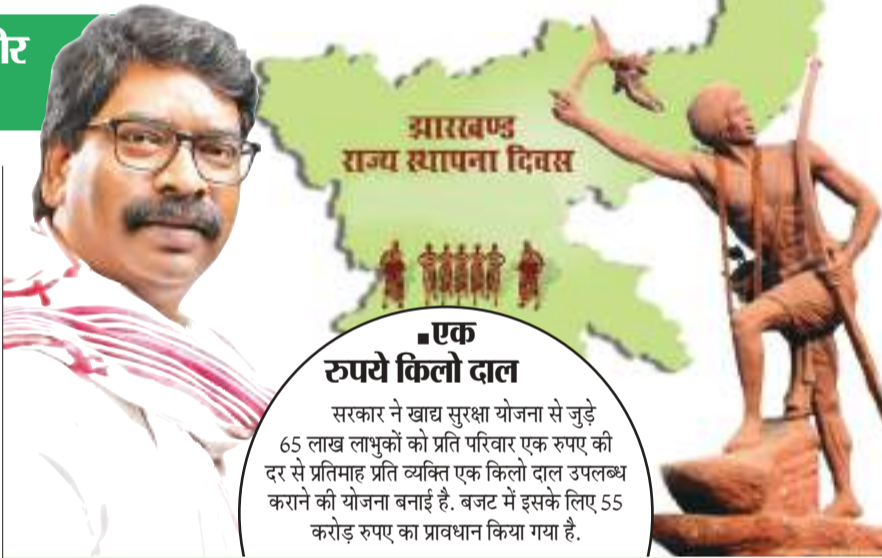 झारखण्ड
राज्य स्थापना दिवस
▪एक
रुपये किलो दाल
सरकार ने खाद्य सुरक्षा योजना से जुड़े
65 लाख लाभुकों को प्रति परिवार एक रुपए की
दर से प्रतिमाह प्रति व्यक्ति एक किलो दाल उपलब्ध
कराने की योजना बनाई है. बजट में इसके लिए 55
करोड़ रुपए का प्रावधान किया गया है.